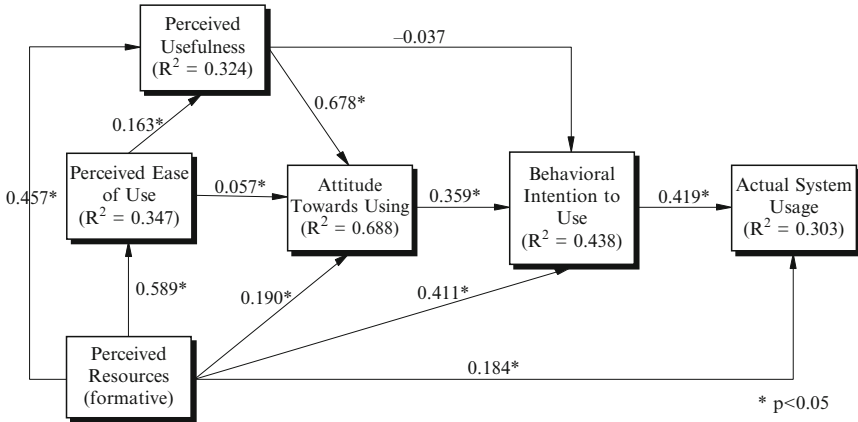 Perceived
Usefulness
(R² = 0.324)
–0.037
0.678*
0.163*
Perceived Ease
of Use
(R² = 0.347)
0.057*
Attitude
Towards Using
(R² = 0.688)
0.359*
Behavioral
Intention to
Use
(R² = 0.438)
0.419*
Actual System
Usage
(R² = 0.303)
0.457*
0.589*
0.190*
0.411*
Perceived
Resources
(formative)
0.184*
* p<0.05